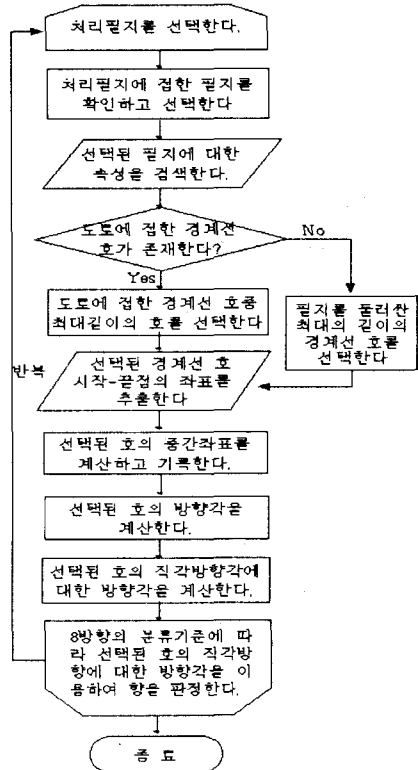 처리필지를 선택한다.
처리필지에 접한 필지를
확인하고 선택한다
선택된 필지에 대한
속성을 검색한다.
도로에 접한 경계선
호가 존재한다?
No
Yes
도로에 접한 경계선 호중
최대길이의 호를 선택한다
필지를 둘러싼
최대의 길이의
경계선 호를
선택한다
반복
선택된 경계선 호
시작-끝점의 좌표를
추출한다
선택된 호의 중간좌표를
계산하고 기록한다.
선택된 호의 방향각을
계산한다.
선택된 호의 직각방향각에
대한 방향각을 계산한다.
8방향의 분류기준에 따
라 선택된 호의 직각방
향에 대한 방향각을 이
용하여 향을 판정한다.
종 료